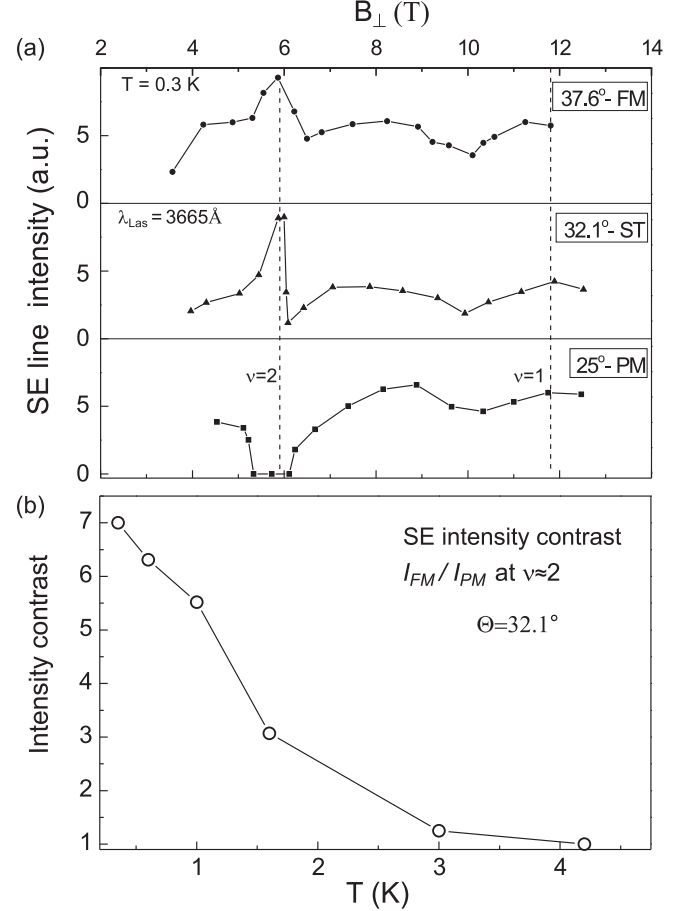 B⊥ (T)
(a) 2 4 6 8 10 12 14
T = 0.3 K
37.6°- FM
5
0
λLas = 3665Å
32.1°- ST
5
0
ν=2
ν=1
25°- PM
5
0
SE line intensity (a.u.)
(b)
7
6
5
4
3
2
1
SE intensity contrast
IFM / IPM at ν≈2
Θ=32.1°
Intensity contrast
1 2 3 4
T (K)